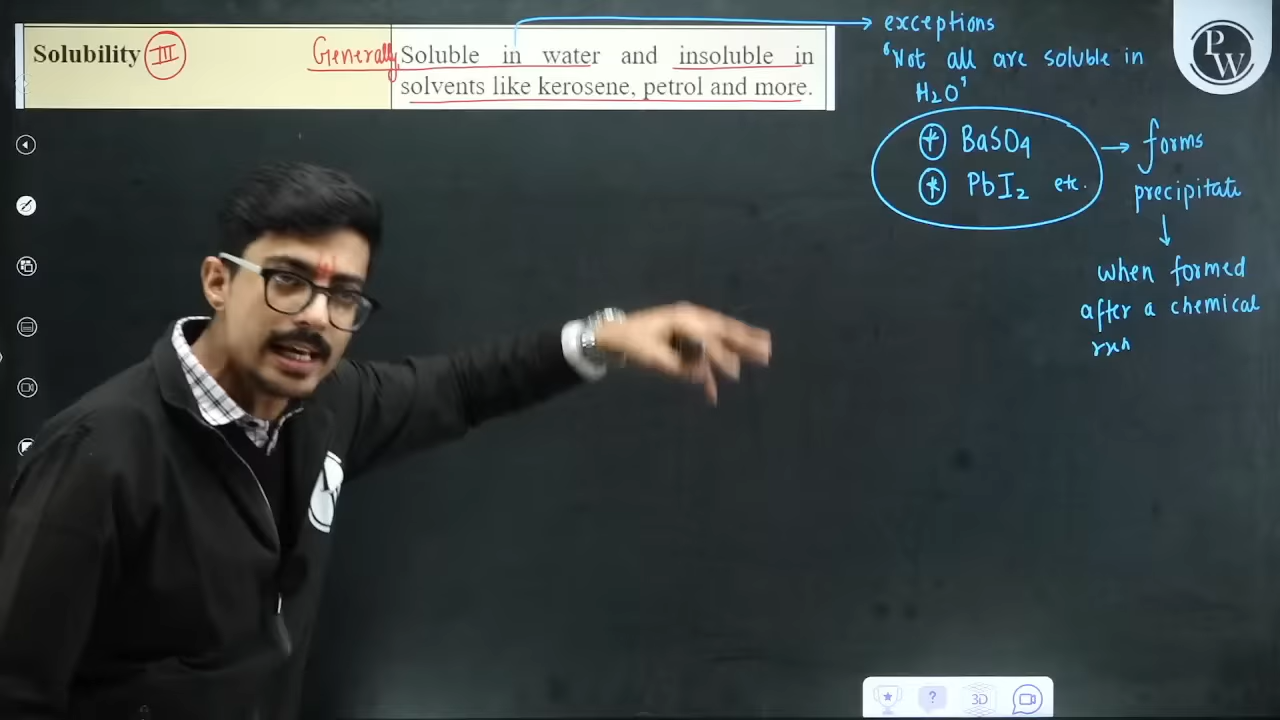 Solubility III
Generally, Soluble in water and insoluble in
solvents like kerosene, petrol and more.
exceptions
'Not all are soluble in
H2O'
* BaSO4
* PbI2 etc.
forms
precipitate
when formed
after a chemical
rxn
PW
?
3D